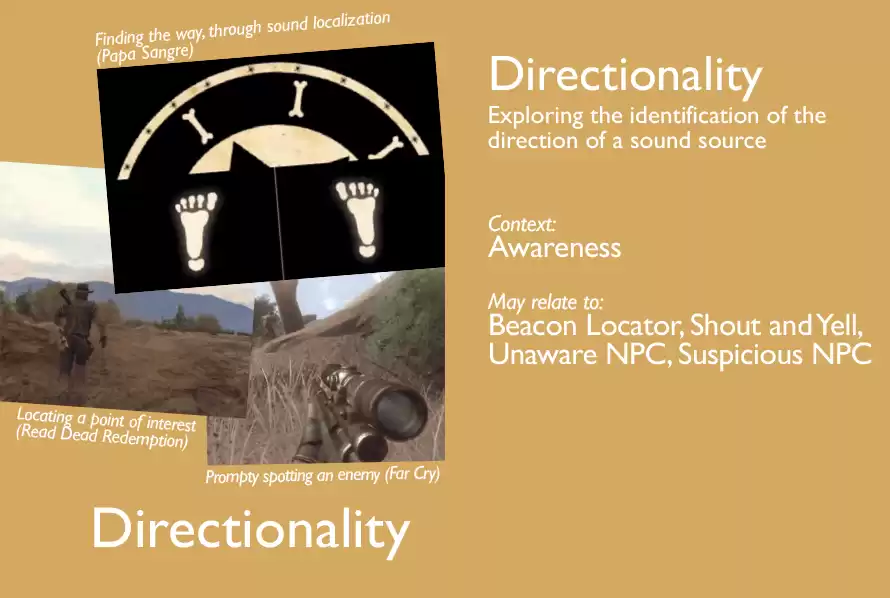 Finding the way, through sound localization
(Papa Sangre)
Locating a point of interest
(Read Dead Redemption)
Prompty spotting an enemy (Far Cry)
Directionality
Directionality
Exploring the identification of the
direction of a sound source
Context:
Awareness
May relate to:
Beacon Locator, Shout and Yell,
Unaware NPC, Suspicious NPC